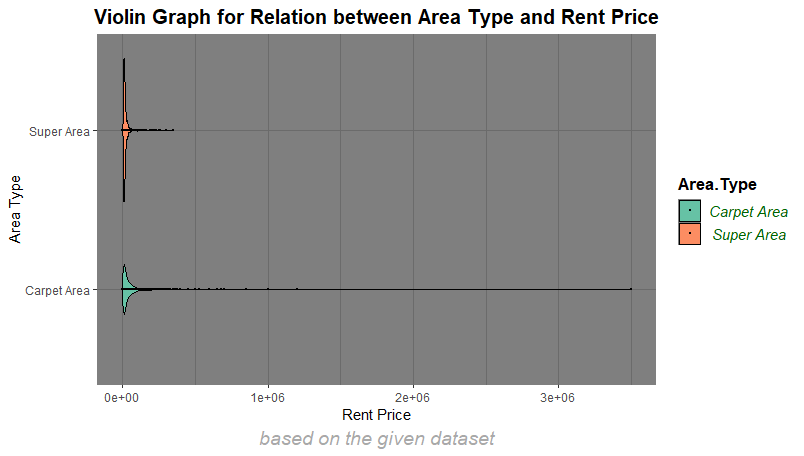 Violin Graph for Relation between Area Type and Rent Price
Area Type
Super Area
Carpet Area
0e+00 1e+06 2e+06 3e+06
Rent Price
based on the given dataset
Area.Type
Carpet Area
Super Area